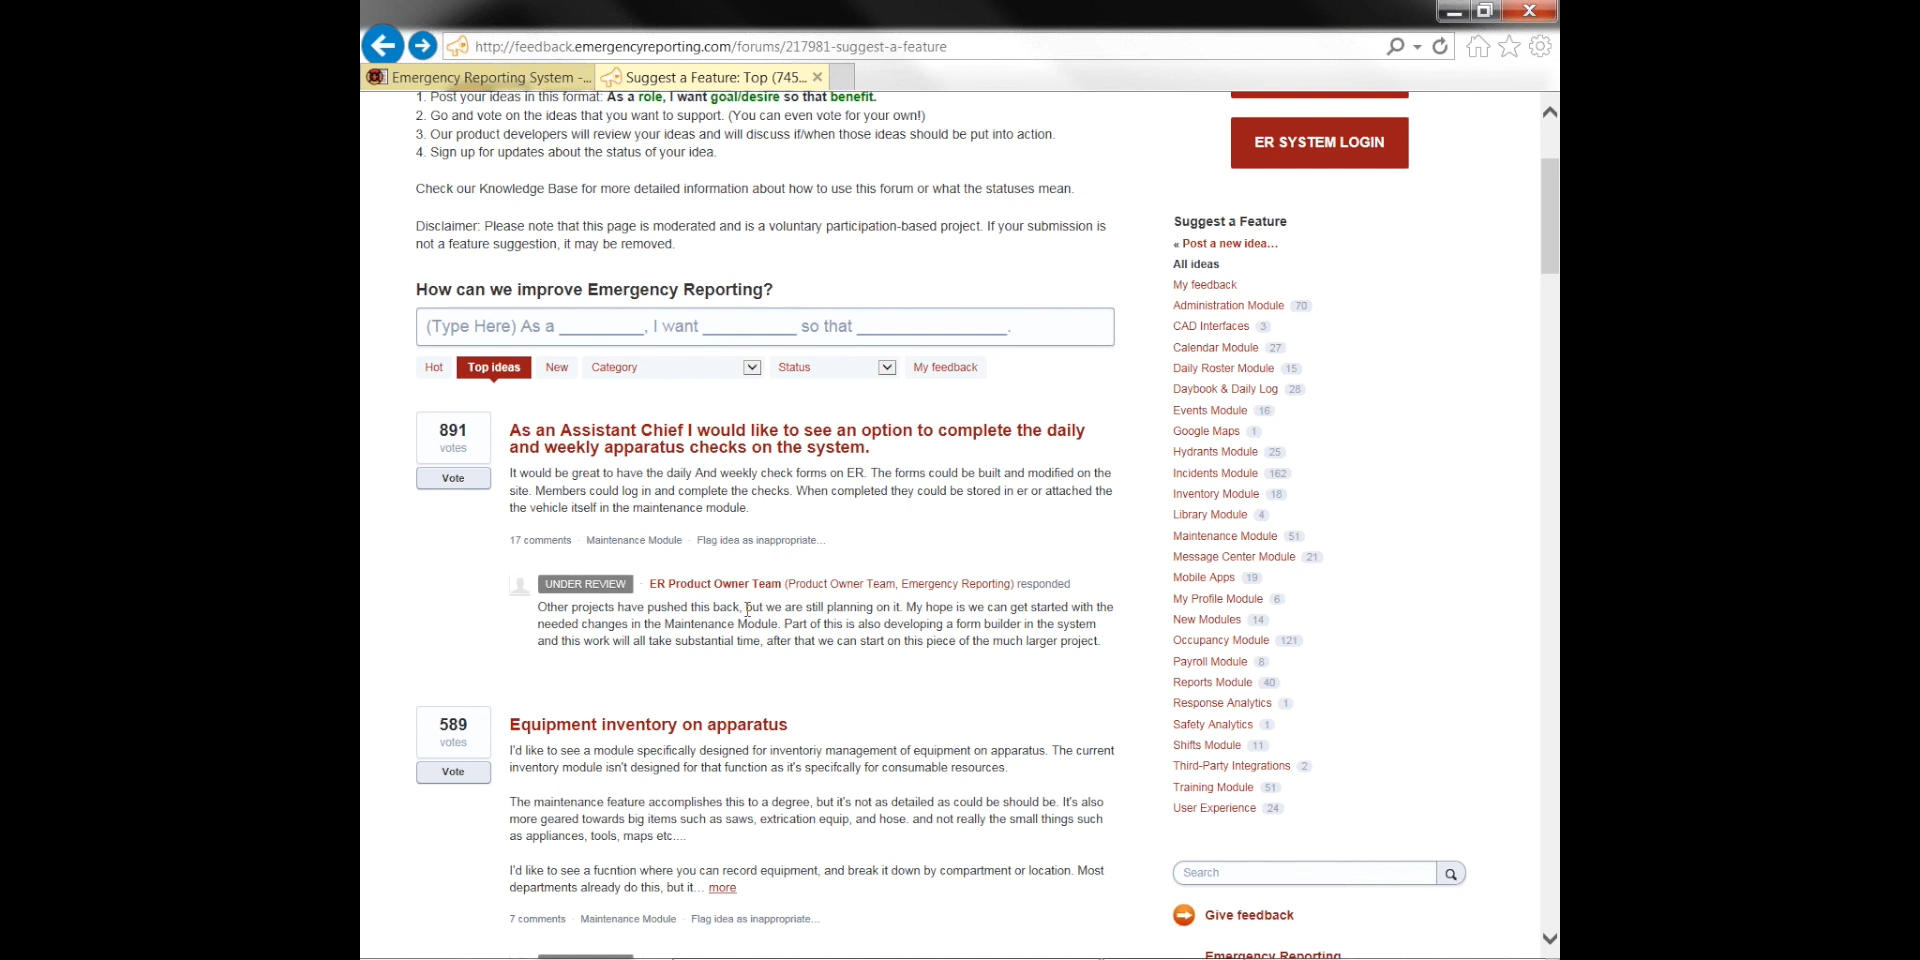 http://feedback.emergencyreporting.com/forums/217981-suggest-a-feature
Emergency Reporting System -...
Suggest a Feature: Top (745...
1. Post your ideas in this format: As a role, I want goal/desire so that benefit.
2. Go and vote on the ideas that you want to support. (You can even vote for your own!)
3. Our product developers will review your ideas and will discuss if/when those ideas should be put into action.
4. Sign up for updates about the status of your idea.
Check our Knowledge Base for more detailed information about how to use this forum or what the statuses mean.
Disclaimer: Please note that this page is moderated and is a voluntary participation-based project. If your submission is
not a feature suggestion, it may be removed.
How can we improve Emergency Reporting?
(Type Here) As a __________, I want ___________ so that _________________.
Hot
Top ideas
New
Category
Status
My feedback
891
votes
Vote
As an Assistant Chief I would like to see an option to complete the daily
and weekly apparatus checks on the system.
It would be great to have the daily And weekly check forms on ER. The forms could be built and modified on the
site. Members could log in and complete the checks. When completed they could be stored in er or attached the
the vehicle itself in the maintenance module.
17 comments · Maintenance Module · Flag idea as inappropriate...
UNDER REVIEW · ER Product Owner Team (Product Owner Team, Emergency Reporting) responded
Other projects have pushed this back, but we are still planning on it. My hope is we can get started with the
needed changes in the Maintenance Module. Part of this is also developing a form builder in the system
and this work will all take substantial time, after that we can start on this piece of the much larger project.
589
votes
Vote
Equipment inventory on apparatus
I'd like to see a module specifically designed for inventoriy management of equipment on apparatus. The current
inventory module isn't designed for that function as it's specifcally for consumable resources.
The maintenance feature accomplishes this to a degree, but it's not as detailed as could be should be. It's also
more geared towards big items such as saws, extrication equip, and hose. and not really the small things such
as appliances, tools, maps etc....
I'd like to see a fucntion where you can record equipment, and break it down by compartment or location. Most
departments already do this, but it... more
7 comments · Maintenance Module · Flag idea as inappropriate...
ER SYSTEM LOGIN
Suggest a Feature
« Post a new idea...
All ideas
My feedback
Administration Module 70
CAD Interfaces 3
Calendar Module 27
Daily Roster Module 15
Daybook & Daily Log 28
Events Module 16
Google Maps 1
Hydrants Module 25
Incidents Module 162
Inventory Module 18
Library Module 4
Maintenance Module 51
Message Center Module 21
Mobile Apps 19
My Profile Module 6
New Modules 14
Occupancy Module 121
Payroll Module 8
Reports Module 40
Response Analytics 1
Safety Analytics 1
Shifts Module 11
Third-Party Integrations 2
Training Module 51
User Experience 24
Search
Give feedback
Emergency Reporting